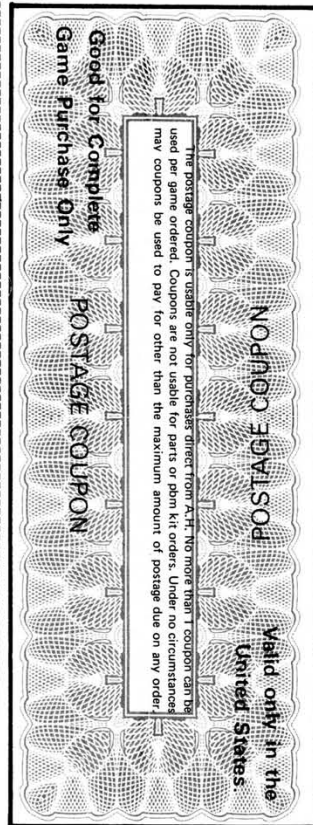 POSTAGE COUPON
Valid only in the
United States.
The postage coupon is usable only for purchases direct from A.H. No more than 1 coupon can be
used per game ordered. Coupons are not usable for parts or pbm kit orders. Under no circumstances
may coupons be used to pay for other than the maximum amount of postage due on any order.
Good for Complete
Game Purchase Only
POSTAGE COUPON